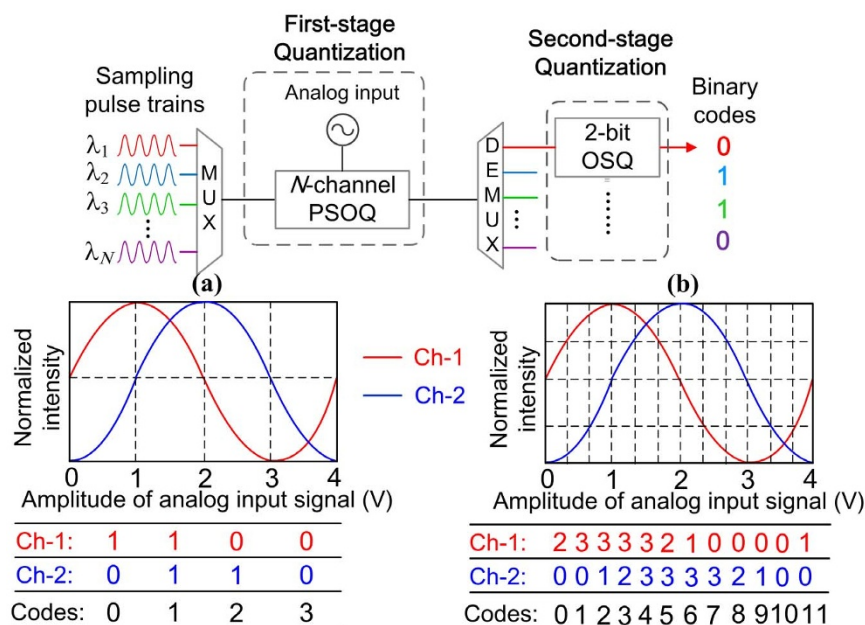 First-stage
Quantization
Second-stage
Quantization
Sampling
pulse trains
Analog input
Binary
codes
λ1
λ2
λ3
λN
MUX
N-channel
PSOQ
DEMUX
2-bit
OSQ
0
1
1
0
(a)
Normalized
intensity
0 1 2 3 4
Amplitude of analog input signal (V)
Ch-1: 1 1 0 0
Ch-2: 0 1 1 0
Codes: 0 1 2 3
Ch-1
Ch-2
(b)
Normalized
intensity
0 1 2 3 4
Amplitude of analog input signal (V)
Ch-1: 2 3 3 3 3 2 1 0 0 0 0 1
Ch-2: 0 0 1 2 3 3 3 3 2 1 0 0
Codes: 0 1 2 3 4 5 6 7 8 9 10 11